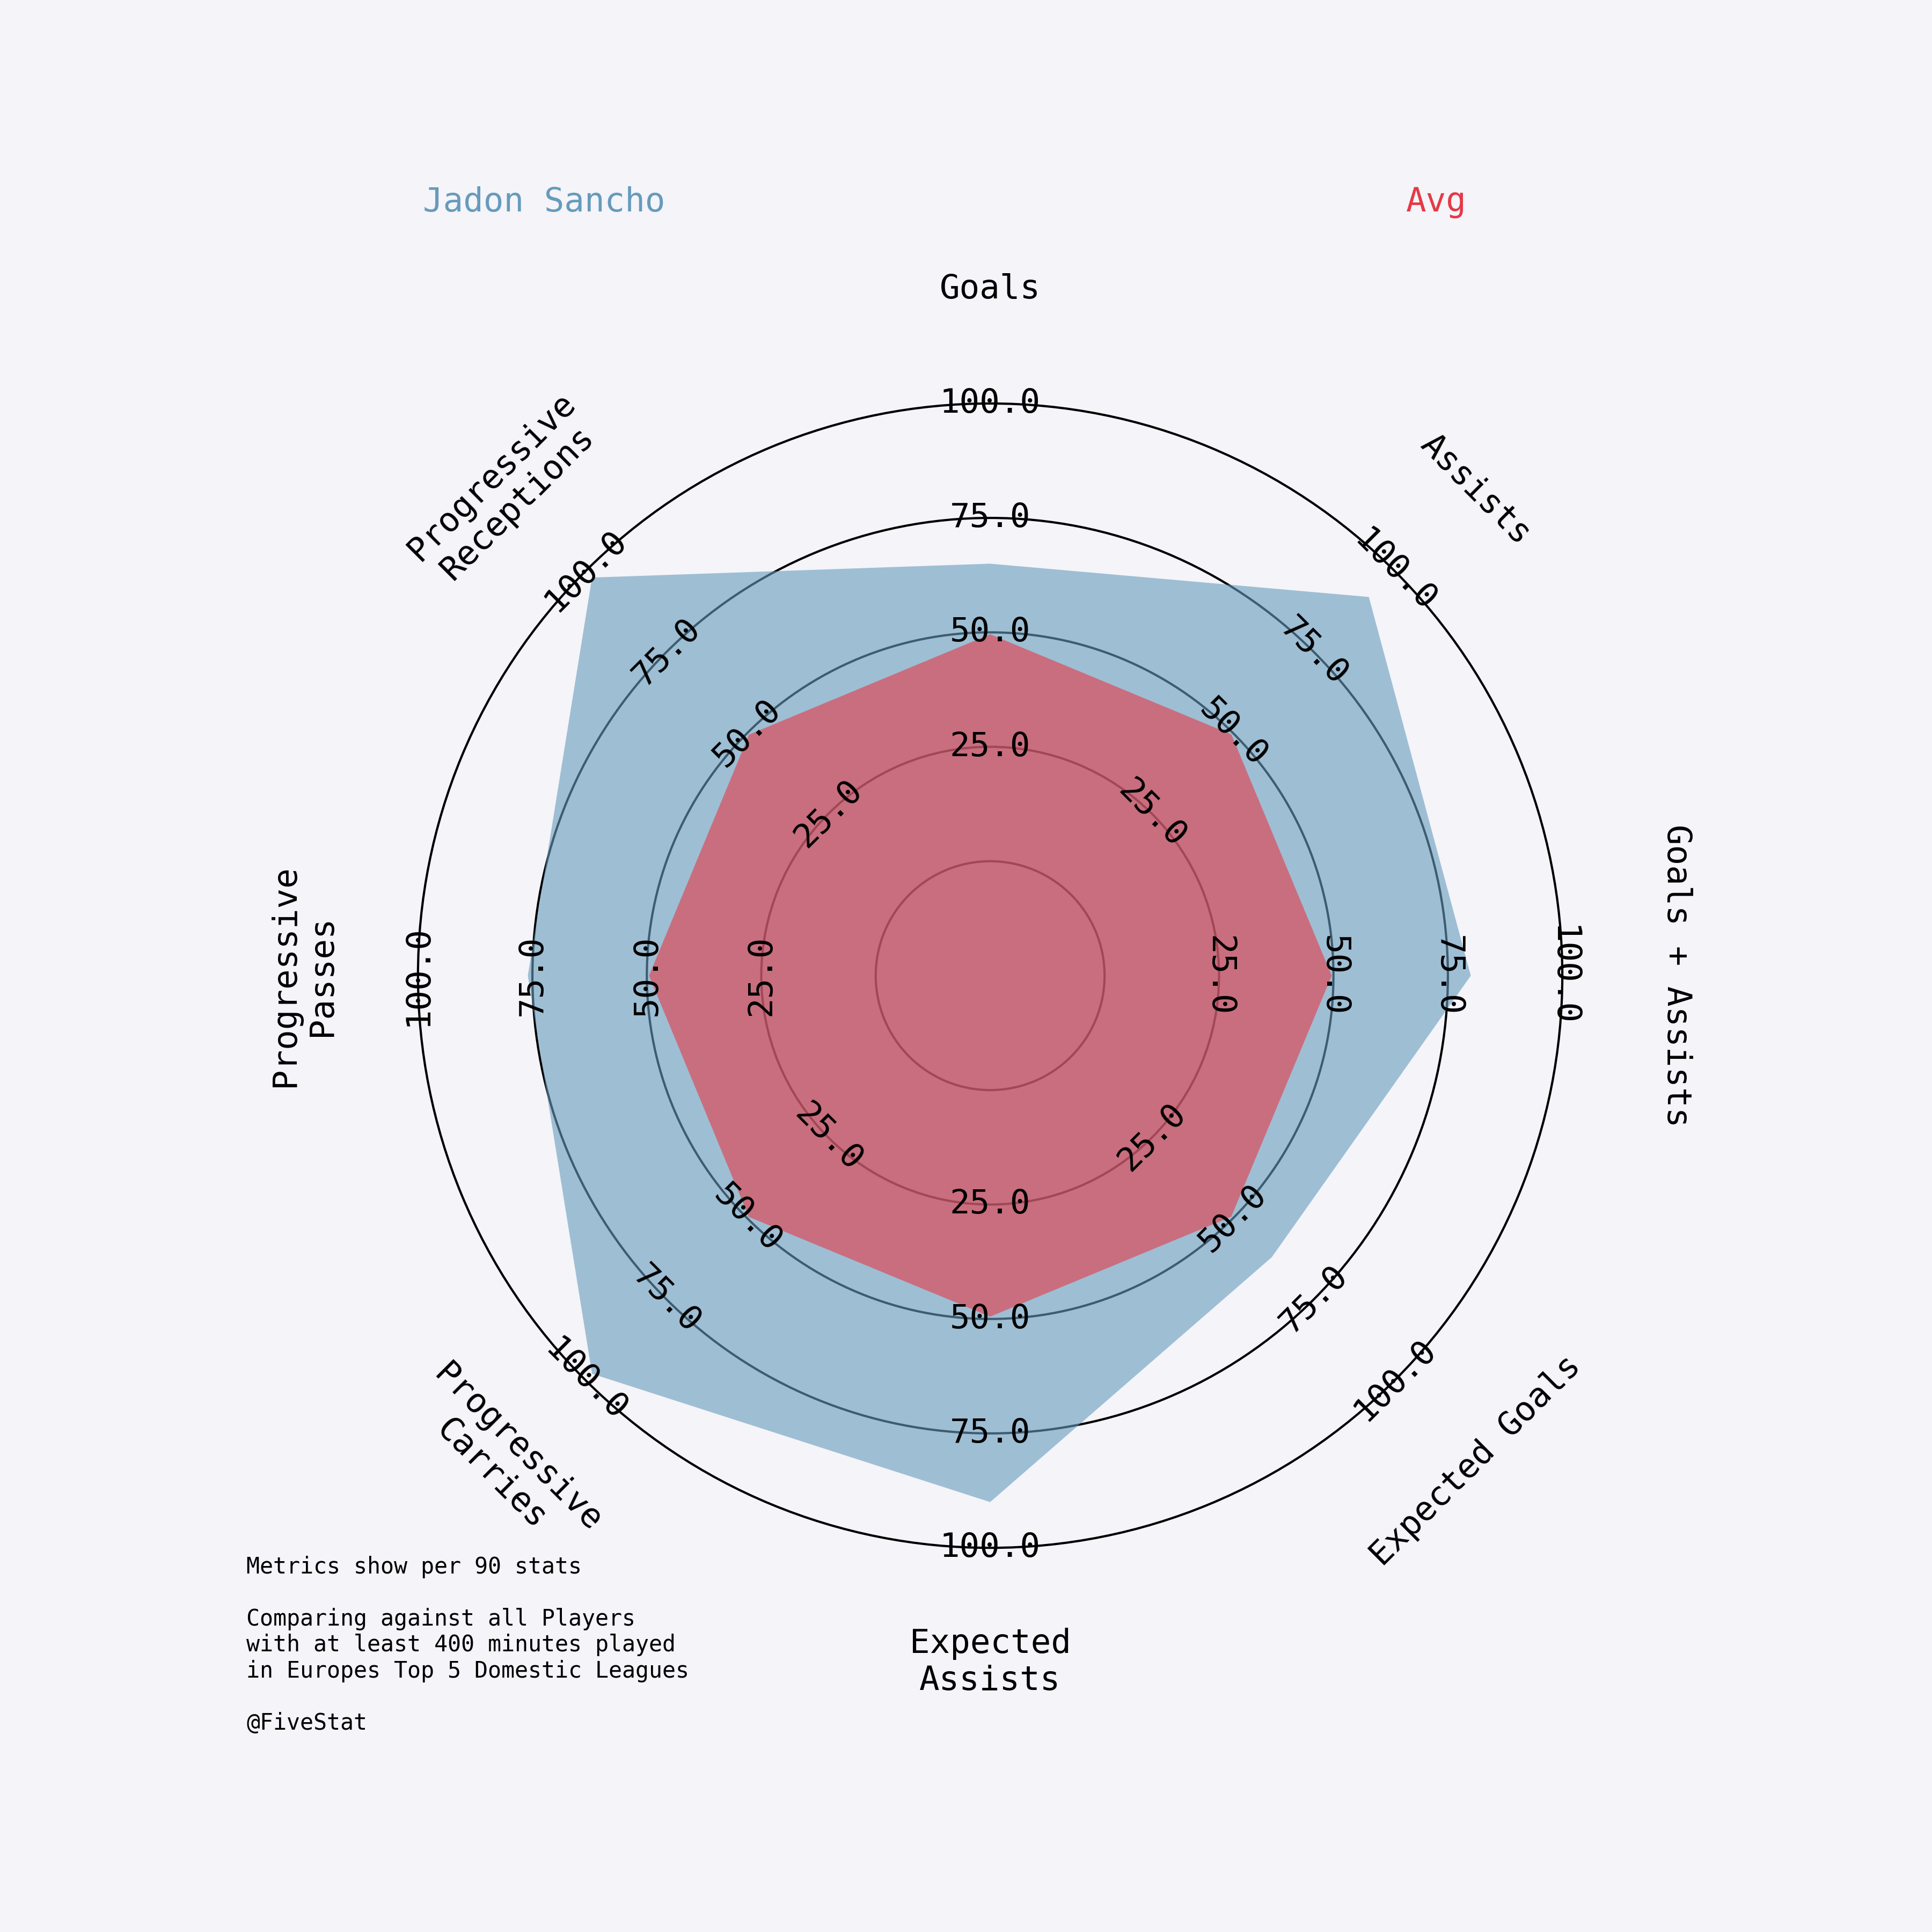 Jadon Sancho
Avg
Goals
Assists
Goals + Assists
Expected Goals
Expected
Assists
Progressive
Carries
Progressive
Passes
Progressive
Receptions
25.0
50.0
75.0
100.0
25.0
50.0
75.0
100.0
25.0
50.0
75.0
100.0
25.0
50.0
75.0
100.0
25.0
50.0
75.0
100.0
25.0
50.0
75.0
100.0
25.0
50.0
75.0
100.0
25.0
50.0
75.0
100.0
Metrics show per 90 stats
Comparing against all Players
with at least 400 minutes played
in Europes Top 5 Domestic Leagues
@FiveStat